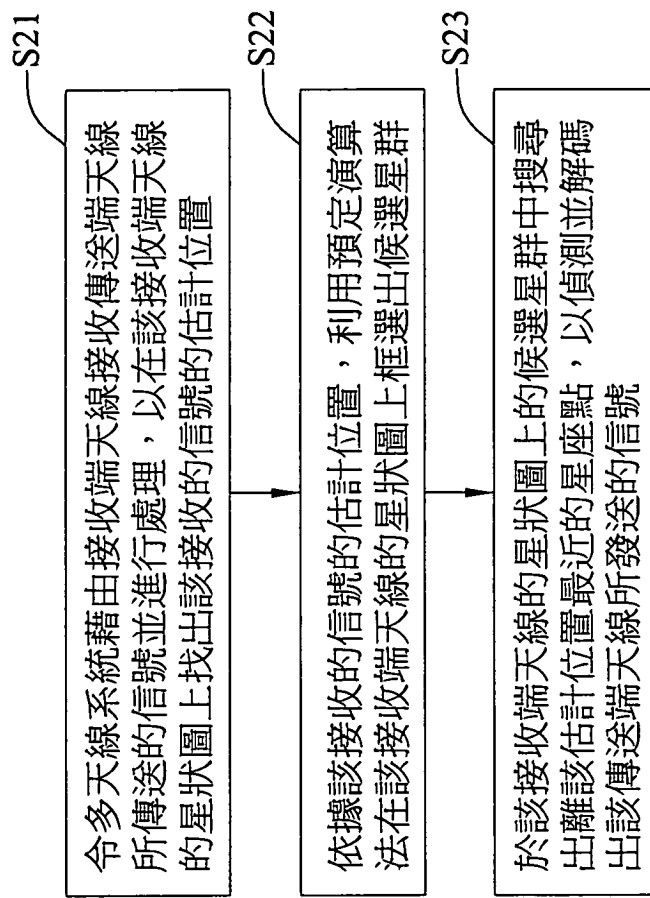 S21
令多天線系統藉由接收端天線接收傳送端天線
所傳送的信號並進行處理，以在該接收端天線
的星狀圖上找出該接收的信號的估計位置
S22
依據該接收的信號的估計位置，利用預定演算
法在該接收端天線的星狀圖上框選出候選星群
S23
於該接收端天線的星狀圖上的候選星群中搜尋
出離該估計位置最近的星座點，以偵測並解碼
出該傳送端天線所發送的信號